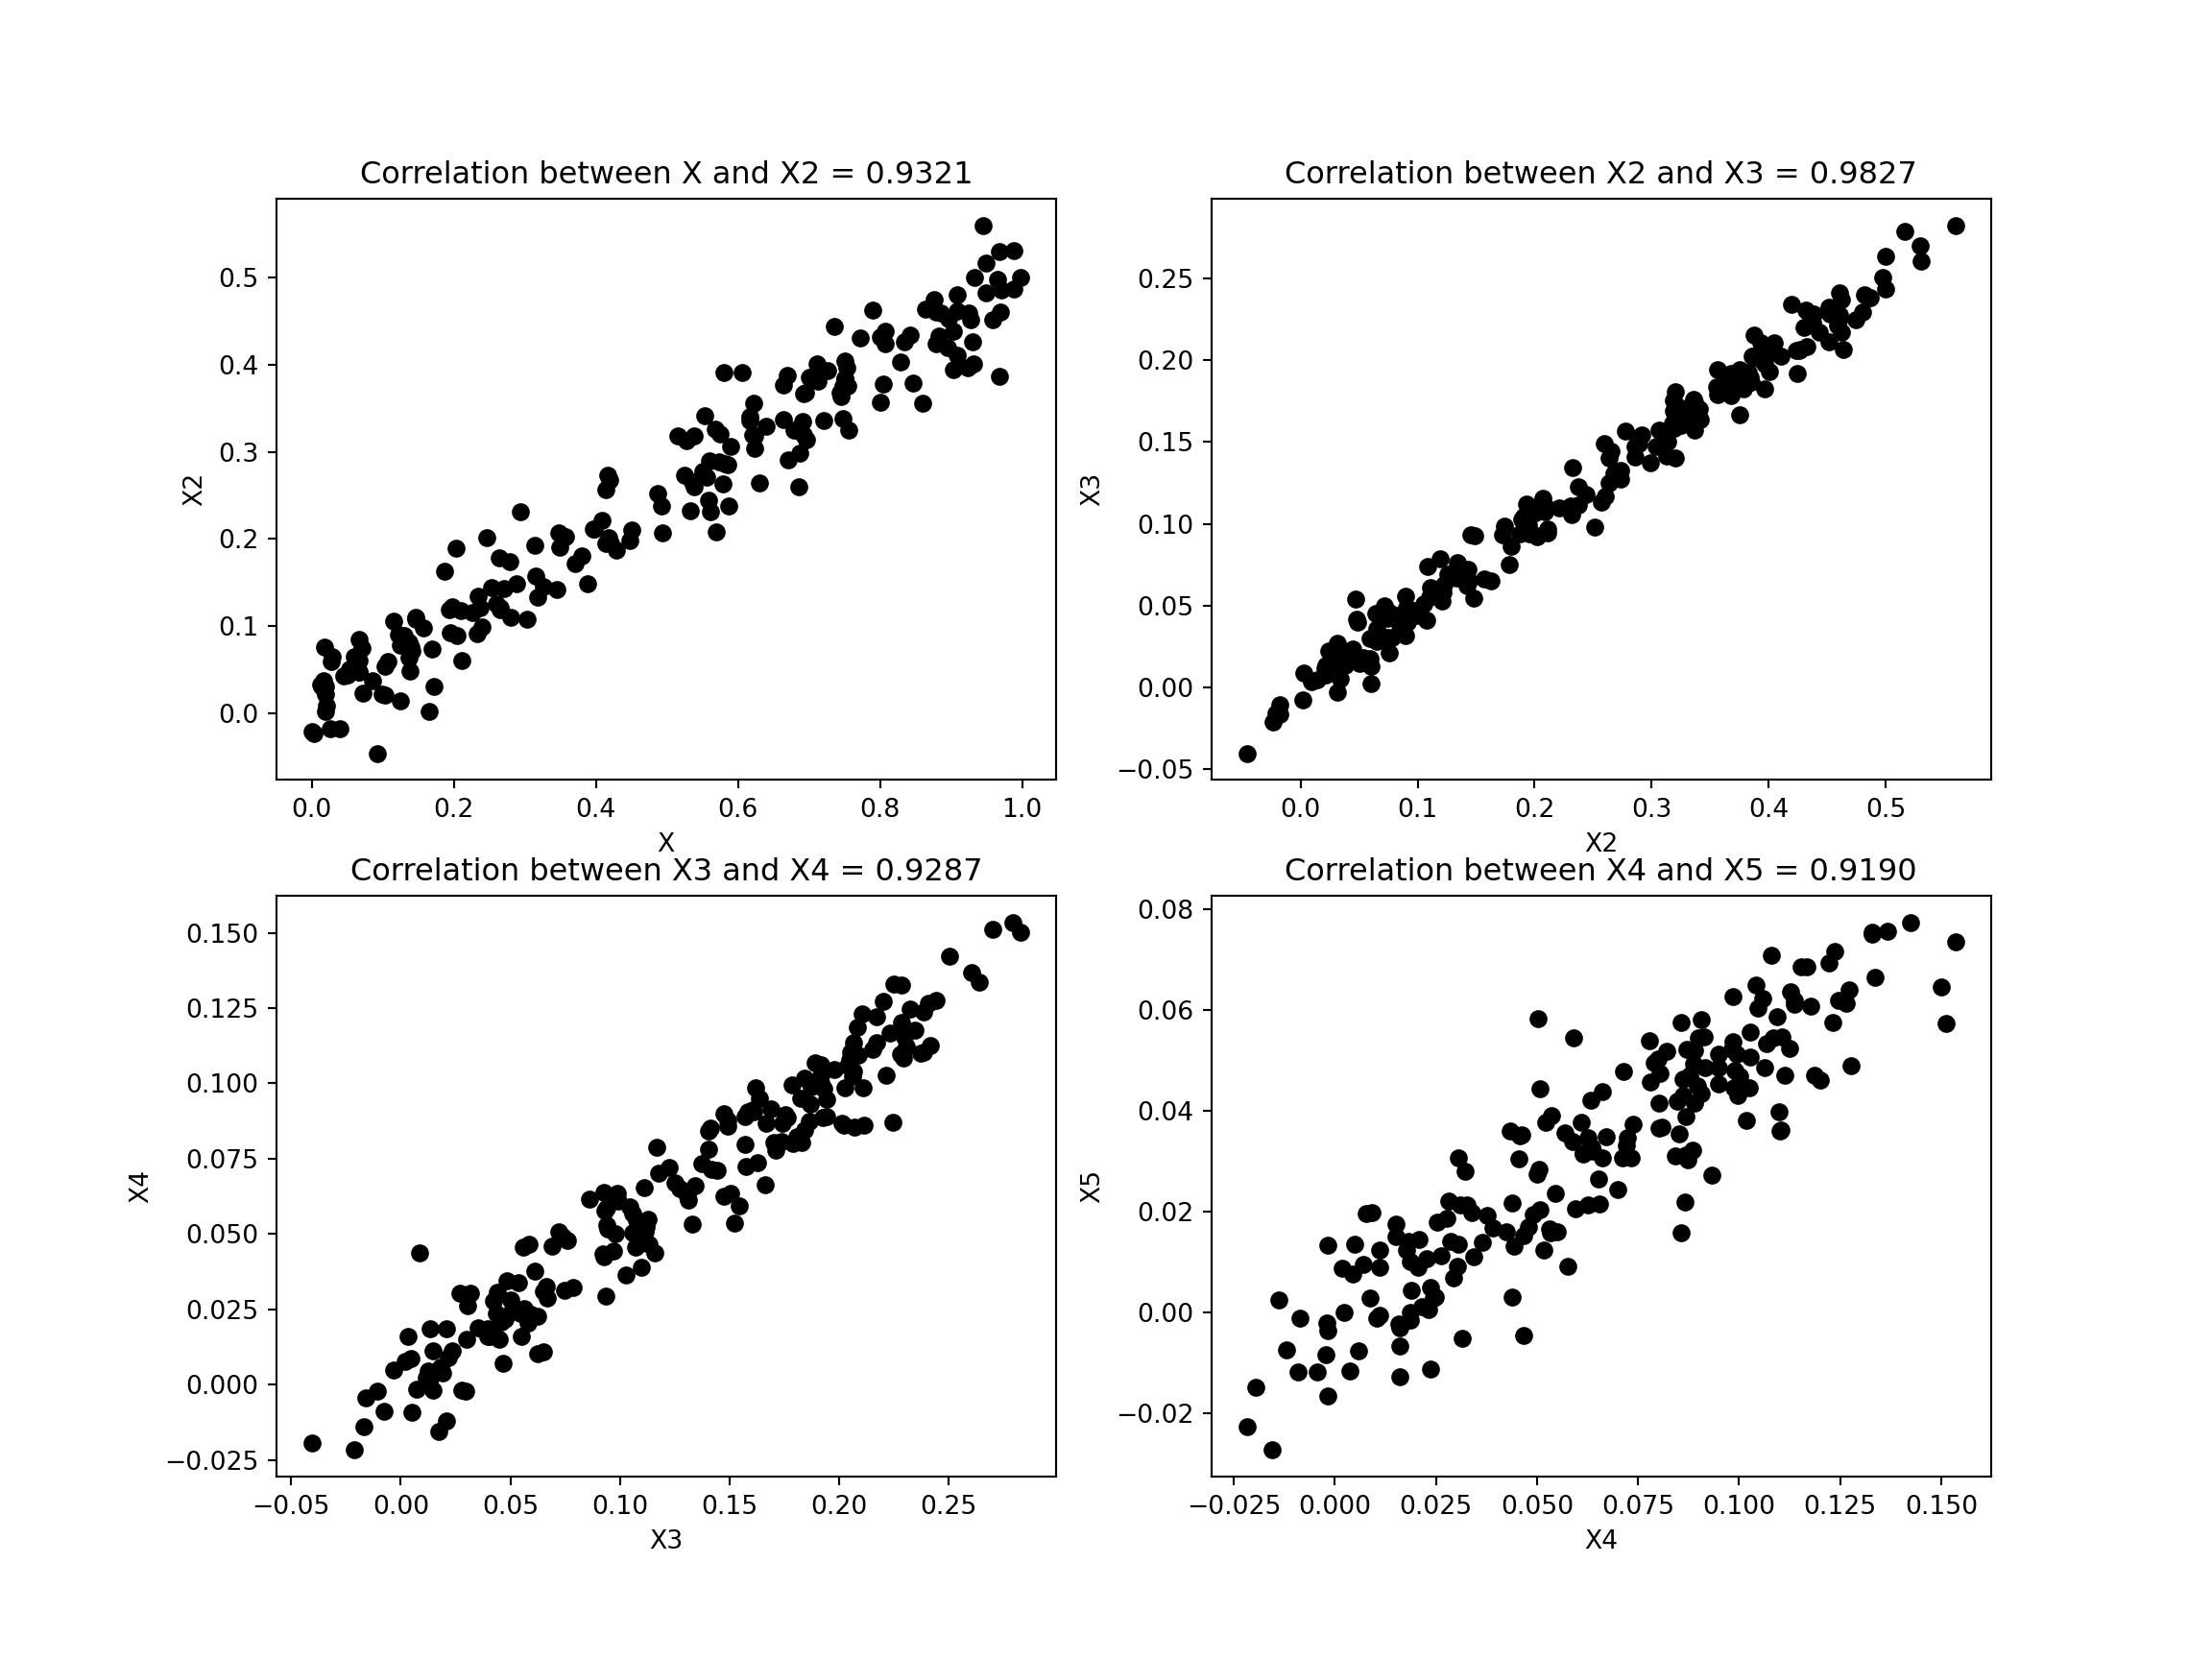 Correlation between X and X2 = 0.9321
X2
0.5
0.4
0.3
0.2
0.1
0.0
0.0 0.2 0.4 0.6 0.8 1.0
X
Correlation between X2 and X3 = 0.9827
X3
0.25
0.20
0.15
0.10
0.05
0.00
−0.05
0.0 0.1 0.2 0.3 0.4 0.5
X2
Correlation between X3 and X4 = 0.9287
X4
0.150
0.125
0.100
0.075
0.050
0.025
0.000
−0.025
−0.05 0.00 0.05 0.10 0.15 0.20 0.25
X3
Correlation between X4 and X5 = 0.9190
X5
0.08
0.06
0.04
0.02
0.00
−0.02
−0.025 0.000 0.025 0.050 0.075 0.100 0.125 0.150
X4